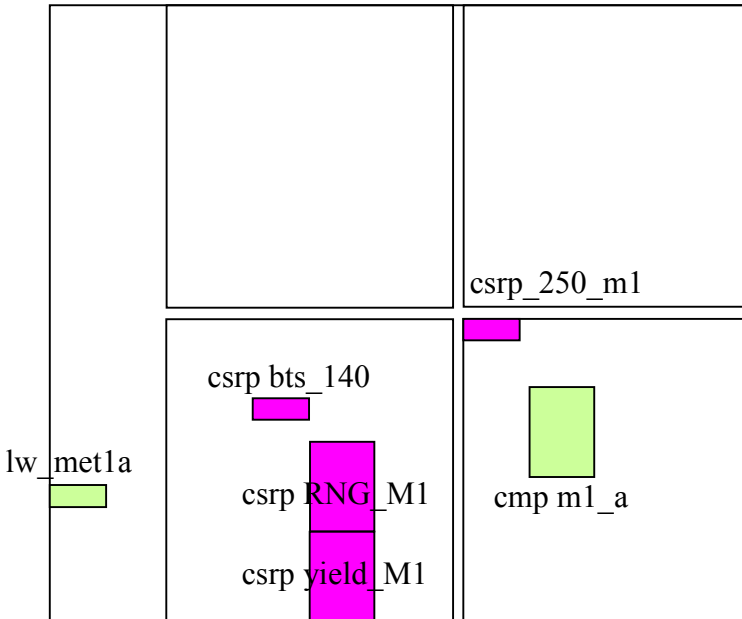 csrp_250_m1
csrp bts_140
lw_met1a
csrp RNG_M1
cmp m1_a
csrp yield_M1